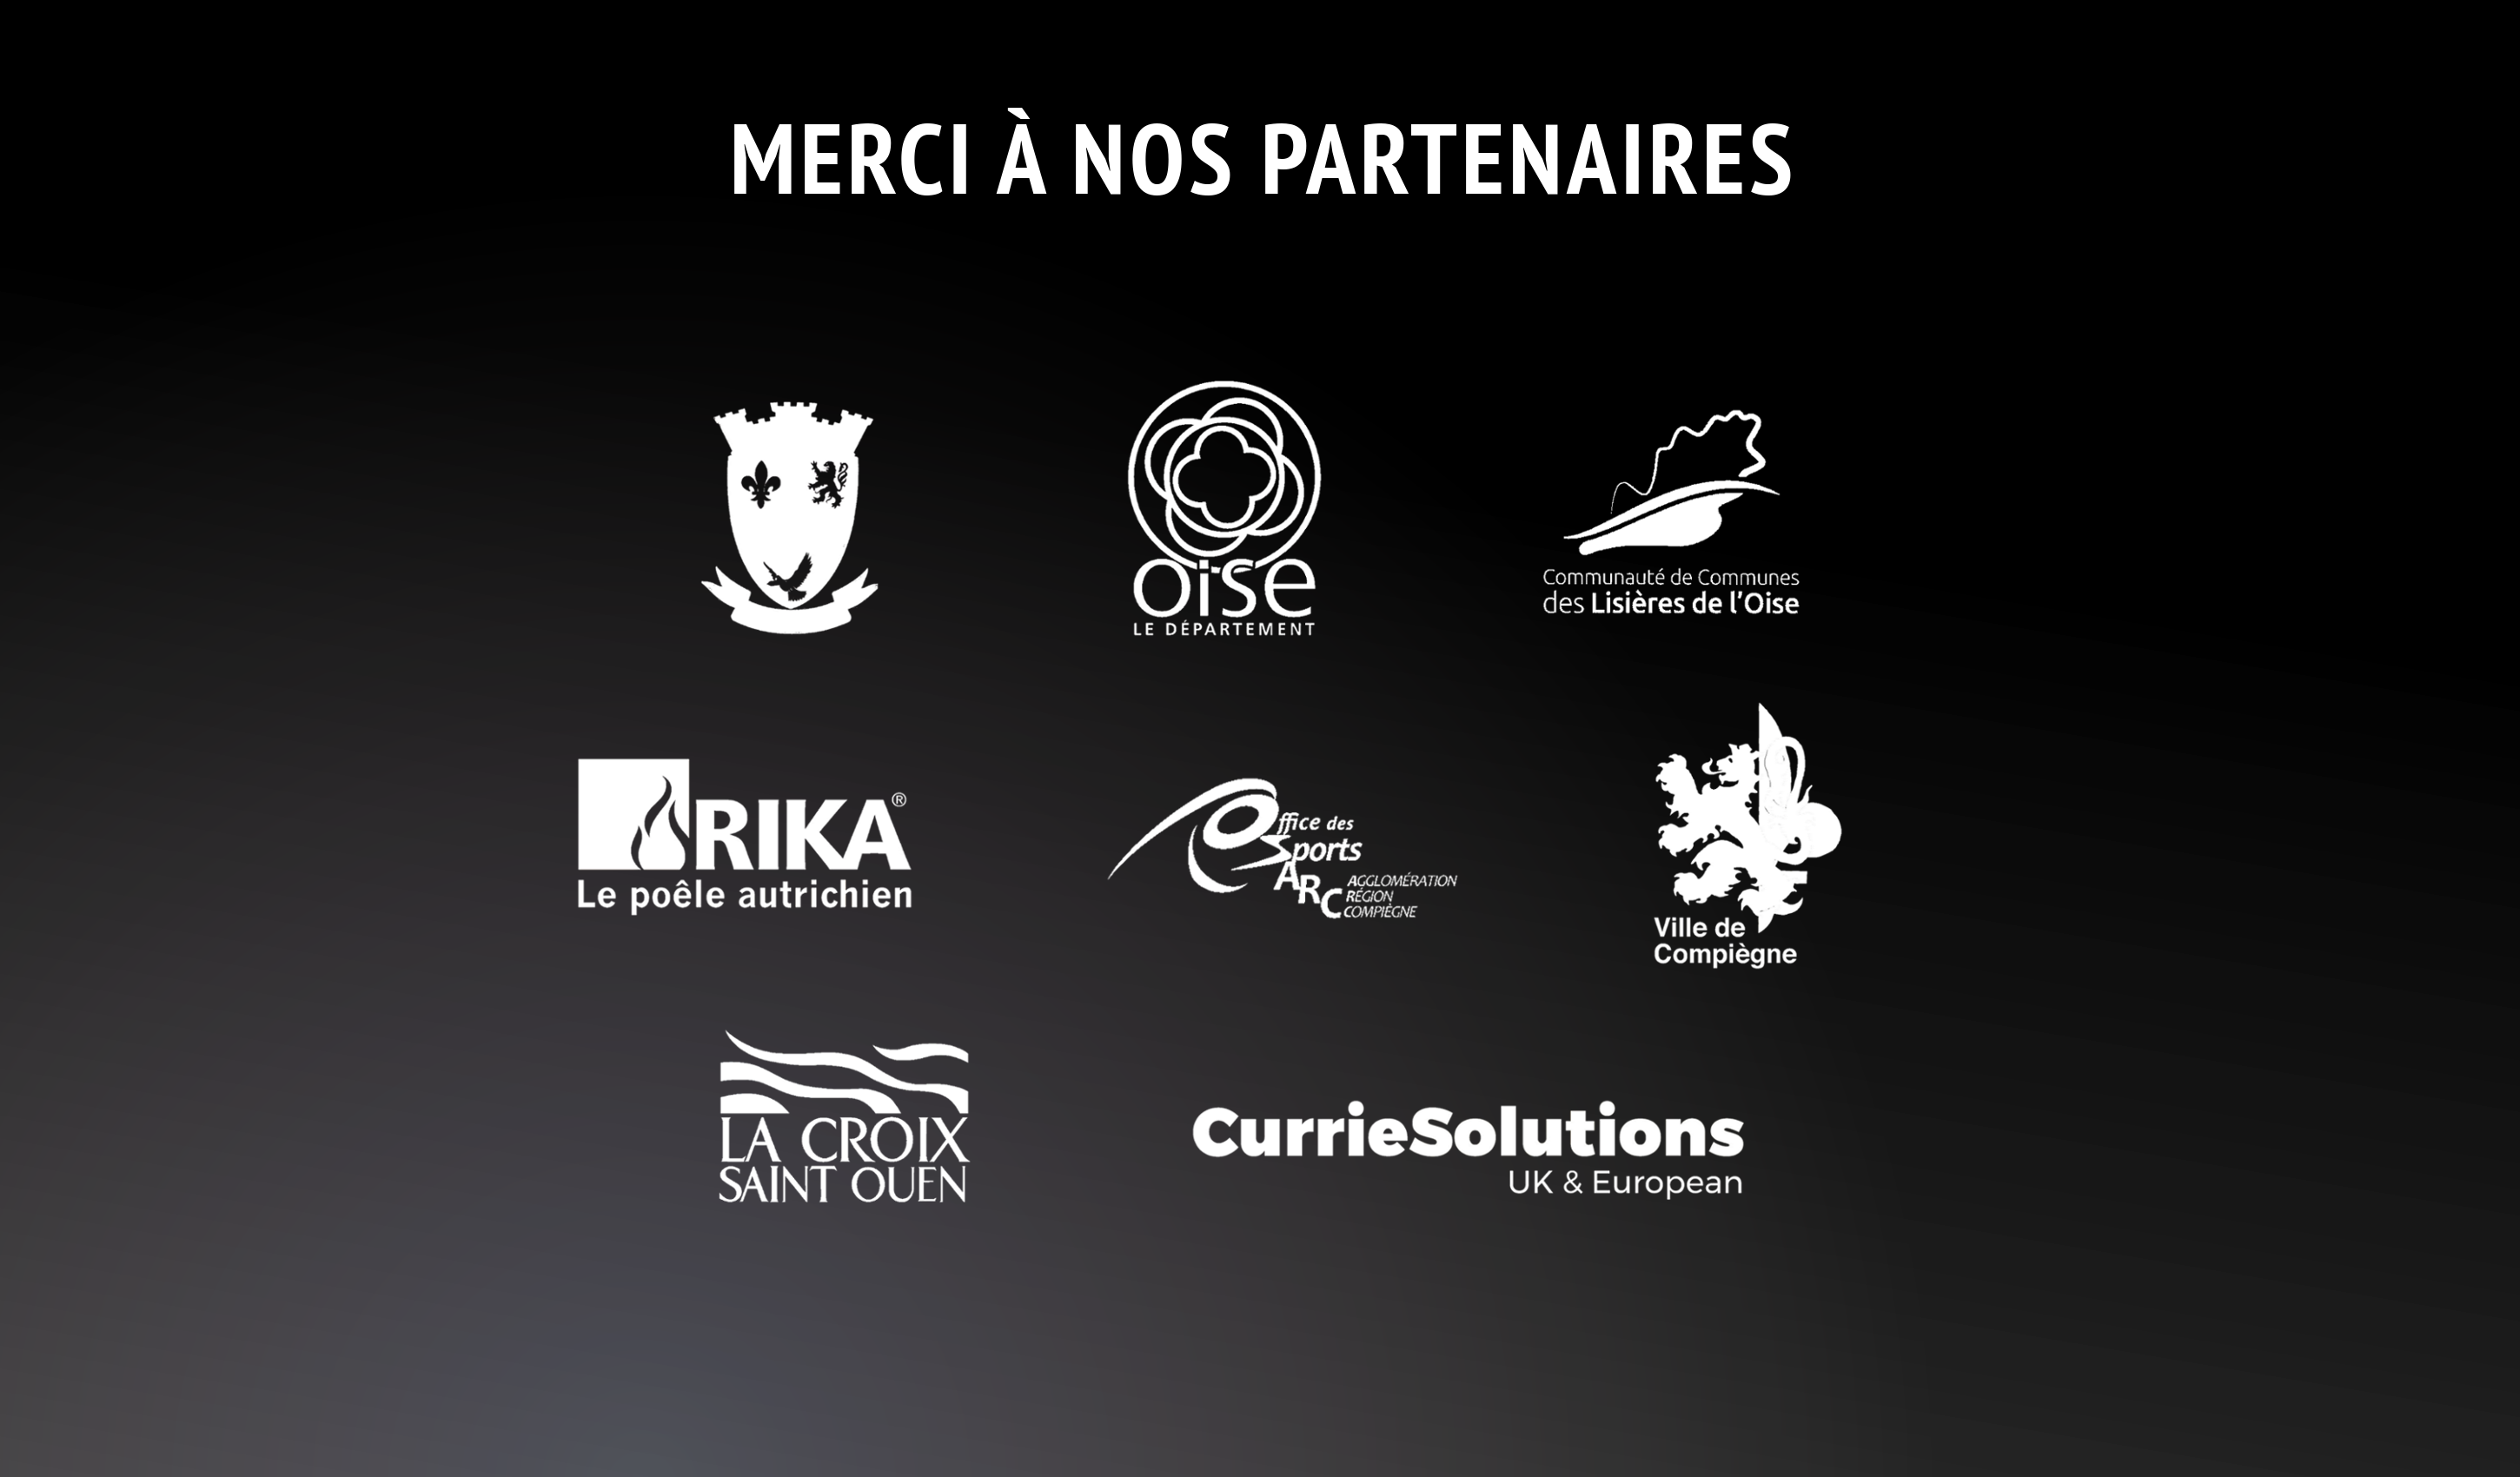 MERCI À NOS PARTENAIRES
oise
LE DÉPARTEMENT
Communauté de Communes
des Lisières de l'Oise
RIKA®
Le poêle autrichien
Office des
Sports
ARC
AGGLOMÉRATION
RÉGION
COMPIÈGNE
Ville de
Compiègne
LA CROIX
SAINT OUEN
CurrieSolutions
UK & European